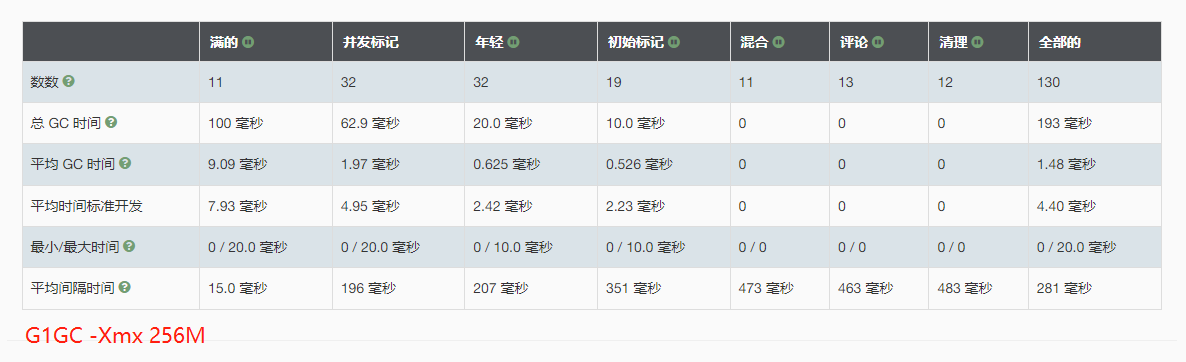 满的 并发标记 年轻 初始标记 混合 评论 清理 全部的
数数 ? 11 32 32 19 11 13 12 130
总 GC 时间 ? 100 毫秒 62.9 毫秒 20.0 毫秒 10.0 毫秒 0 0 0 193 毫秒
平均 GC 时间 ? 9.09 毫秒 1.97 毫秒 0.625 毫秒 0.526 毫秒 0 0 0 1.48 毫秒
平均时间标准开发 7.93 毫秒 4.95 毫秒 2.42 毫秒 2.23 毫秒 0 0 0 4.40 毫秒
最小/最大时间 ? 0 / 20.0 毫秒 0 / 20.0 毫秒 0 / 10.0 毫秒 0 / 10.0 毫秒 0 / 0 0 / 0 0 / 0 0 / 20.0 毫秒
平均间隔时间 ? 15.0 毫秒 196 毫秒 207 毫秒 351 毫秒 473 毫秒 463 毫秒 483 毫秒 281 毫秒
G1GC -Xmx 256M